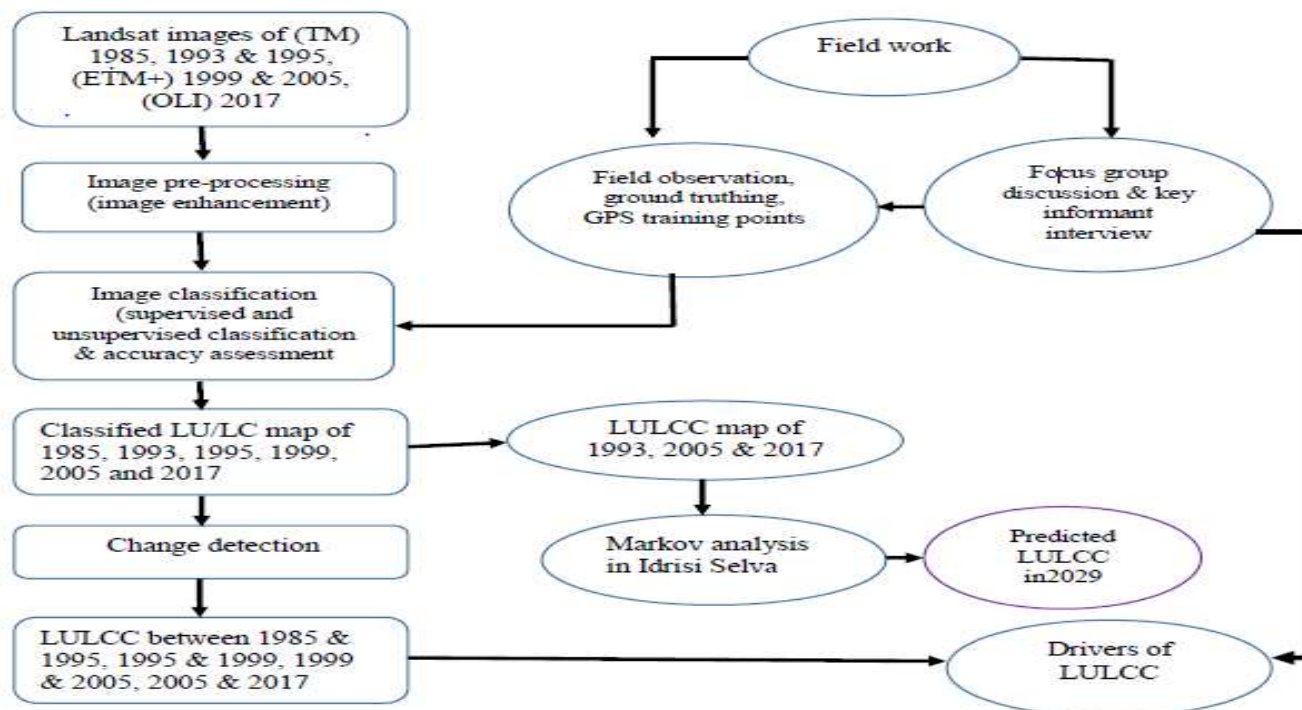 Landsat images of (TM)
1985, 1993 & 1995,
(ETM+) 1999 & 2005,
(OLI) 2017
Image pre-processing
(image enhancement)
Image classification
(supervised and
unsupervised classification
& accuracy assessment
Classified LU/LC map of
1985, 1993, 1995, 1999,
2005 and 2017
Change detection
LULCC between 1985 &
1995, 1995 & 1999, 1999
& 2005, 2005 & 2017
Field work
Field observation,
ground truthing,
GPS training points
Focus group
discussion & key
informant
interview
LULCC map of
1993, 2005 & 2017
Markov analysis
in Idrisi Selva
Predicted
LULCC
in2029
Drivers of
LULCC